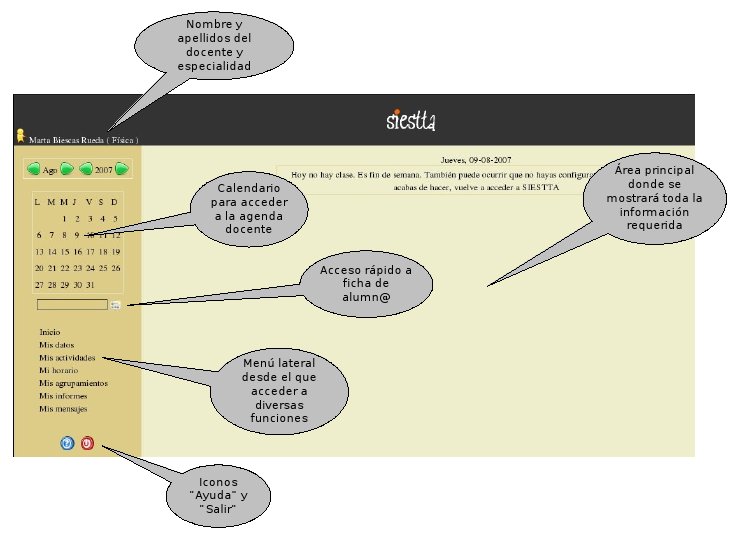 Nombre y
apellidos del
docente y
especialidad
siestta
Marta Biescas Rueda ( Física )
Jueves, 09-08-2007
Ago 2007
Hoy no hay clase. Es fin de semana. También puede ocurrir que no hayas
acabas de hacer, vuelve a acceder a SIESTTA
Área principal
donde se
mostrará toda la
información
requerida
Calendario
para acceder
a la agenda
docente
L M M J V S D
1 2 3 4 5
6 7 8 9 10 11 12
13 14 15 16 17 18 19
20 21 22 23 24 25 26
27 28 29 30 31
Acceso rápido a
ficha de
alumn@
Inicio
Mis datos
Mis actividades
Mi horario
Mis agrupamientos
Mis informes
Mis mensajes
Menú lateral
desde el que
acceder a
diversas
funciones
Iconos
"Ayuda" y
"Salir"